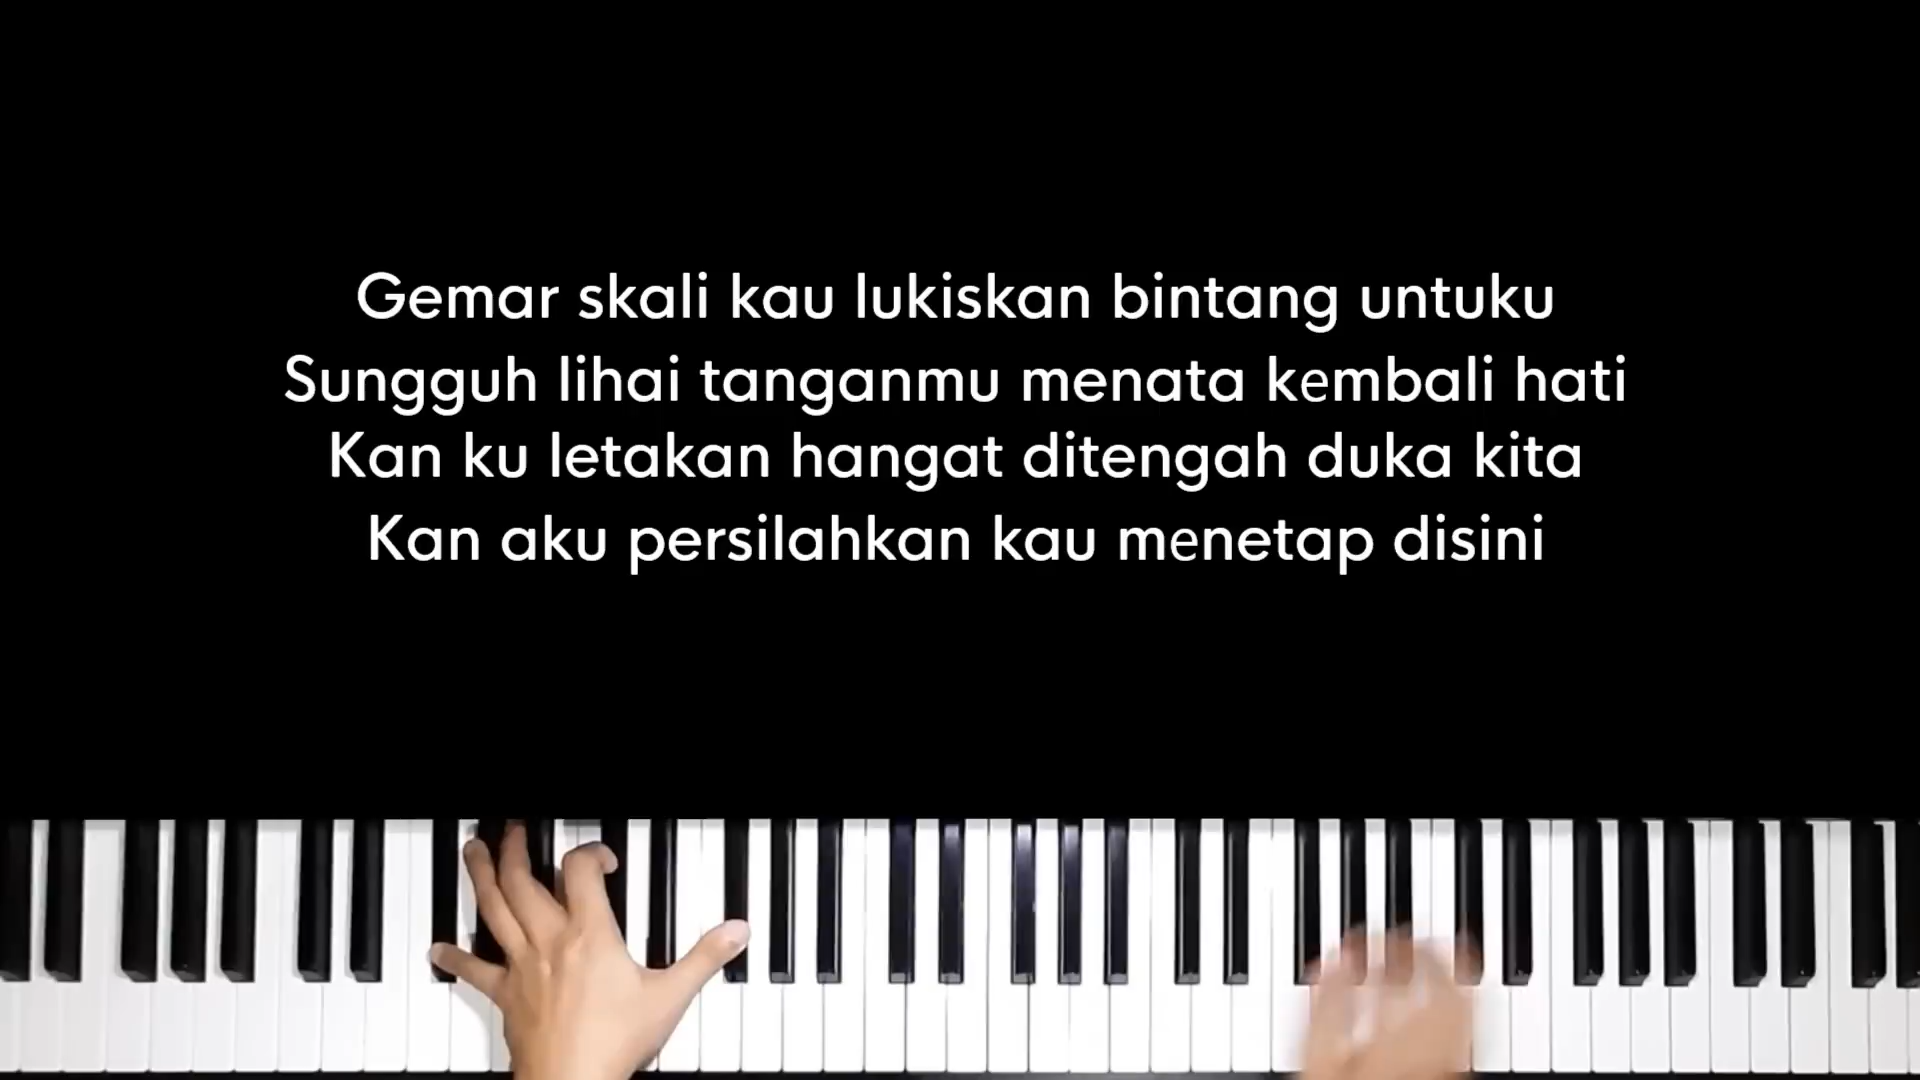 Gemar skali kau lukiskan bintang untuku
Sungguh lihai tanganmu menata kembali hati
Kan ku letakan hangat ditengah duka kita
Kan aku persilahkan kau menetap disini